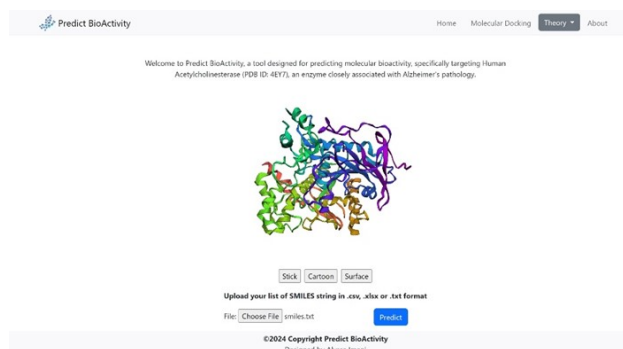 Predict BioActivity
Home Molecular Docking Theory About
Welcome to Predict BioActivity, a tool designed for predicting molecular bioactivity, specifically targeting Human
Acetylcholinesterase (PDB ID: 4EY7), an enzyme closely associated with Alzheimer's pathology.
Stick Cartoon Surface
Upload your list of SMILES string in .csv, .xlsx or .txt format
File: Choose File smiles.txt Predict
©2024 Copyright Predict BioActivity